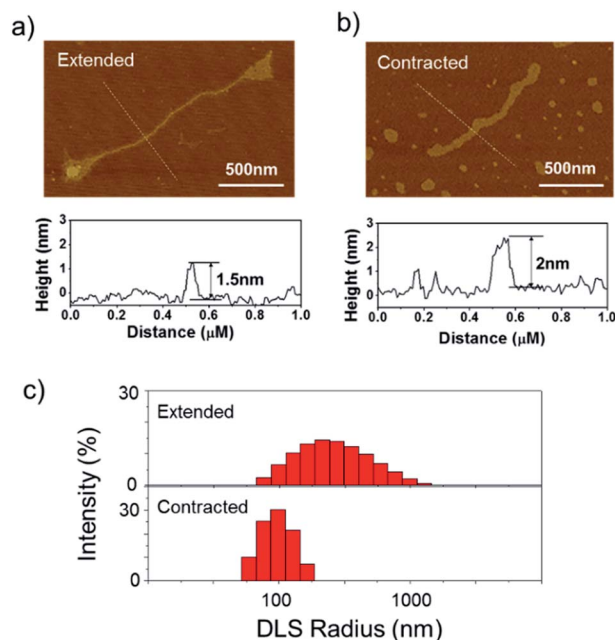 a)
Extended
500nm
Height (nm)
3
2
1
0
1.5nm
0.0 0.2 0.4 0.6 0.8 1.0
Distance (μM)
b)
Contracted
500nm
Height (nm)
3
2
1
0
2nm
0.0 0.2 0.4 0.6 0.8 1.0
Distance (μM)
c)
Intensity (%)
30
Extended
0
30
Contracted
0
100 1000
DLS Radius (nm)